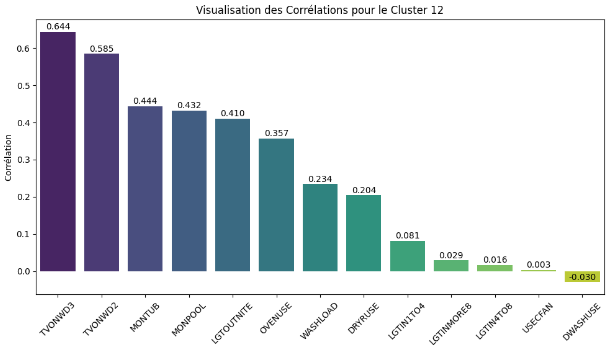 Visualisation des Corrélations pour le Cluster 12
Corrélation
0.6
0.5
0.4
0.3
0.2
0.1
0.0
0.644
0.585
0.444
0.432
0.410
0.357
0.234
0.204
0.081
0.029
0.016
0.003
-0.030
TVONWD3
TVONWD2
MONTUB
MONPOOL
LGTOUTNITE
OVENUSE
WASHLOAD
DRYRUSE
LGTIN1TO4
LGTINMORE8
LGTIN4TO8
USECFAN
DWASHUSE